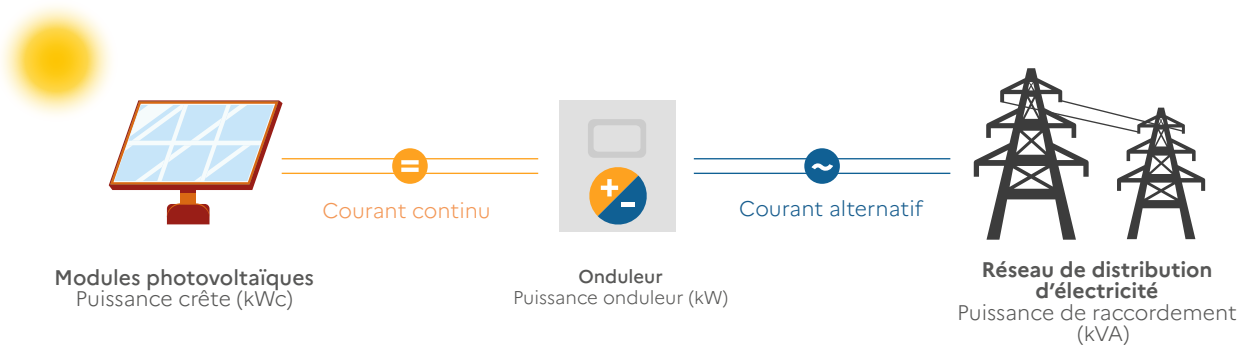 Courant continu
Courant alternatif
Modules photovoltaïques
Puissance crête (kWc)
Onduleur
Puissance onduleur (kW)
Réseau de distribution
d'électricité
Puissance de raccordement
(kVA)